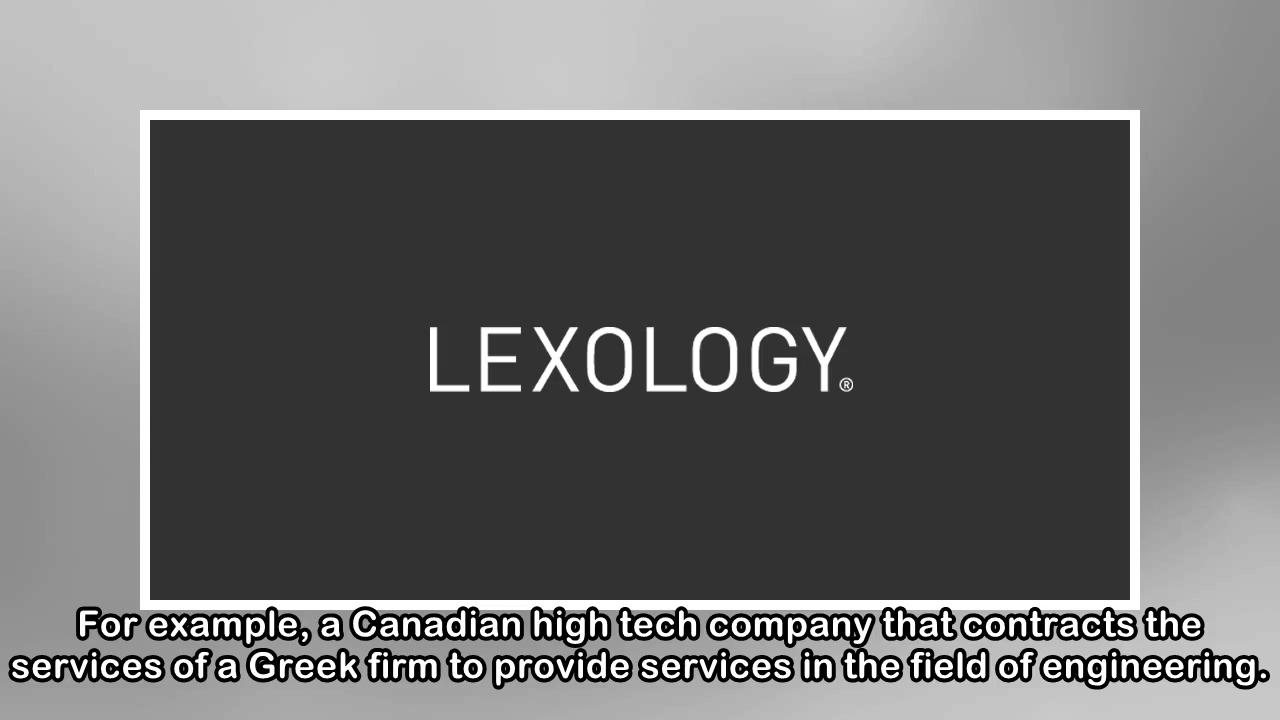 LEXOLOGY®
For example, a Canadian high tech company that contracts the
services of a Greek firm to provide services in the field of engineering.